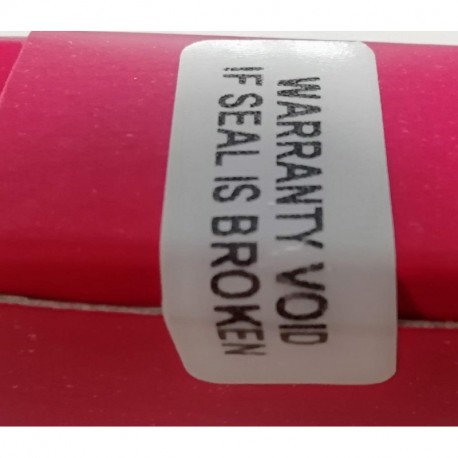 WARRANTY VOID
IF SEAL IS BROKEN